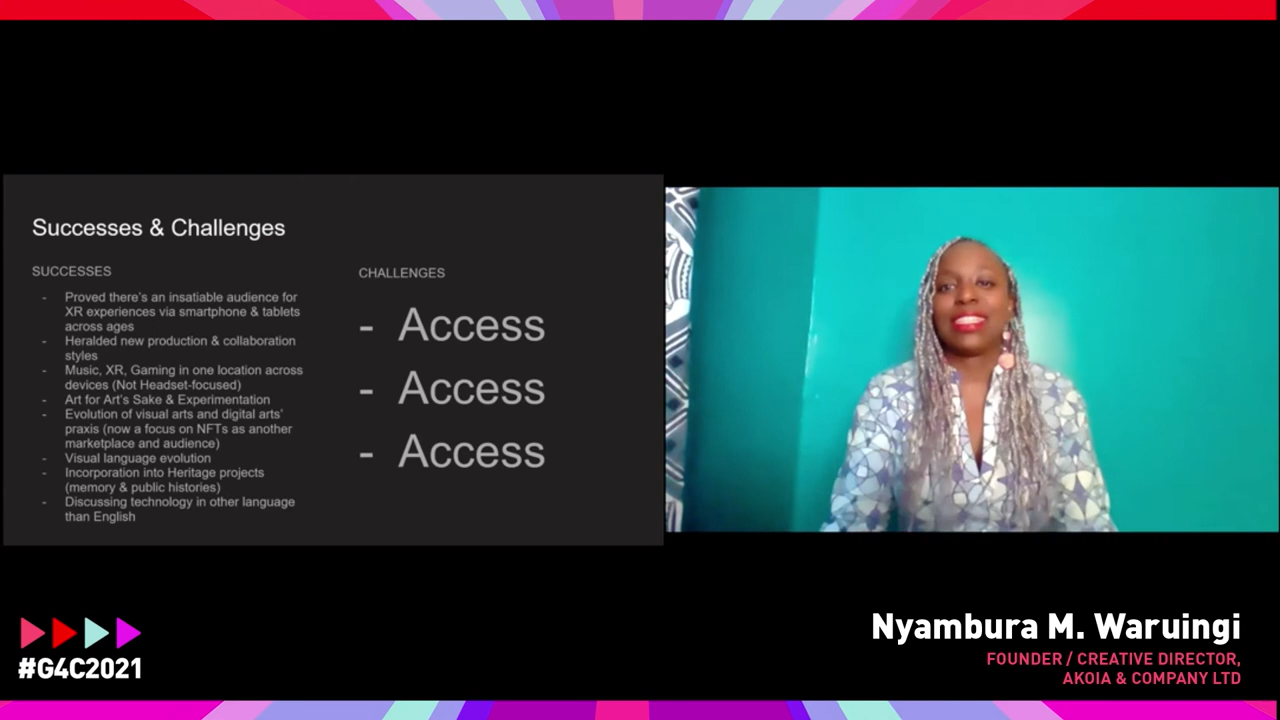 Successes & Challenges
SUCCESSES
- Proved there's an insatiable audience for
XR experiences via smartphone & tablets
across ages
- Heralded new production & collaboration
styles
- Music, XR, Gaming in one location across
devices (Not Headset-focused)
- Art for Art's Sake & Experimentation
- Evolution of visual arts and digital arts'
praxis (now a focus on NFTs as another
marketplace and audience)
- Visual language evolution
- Incorporation into Heritage projects
(memory & public histories)
- Discussing technology in other language
than English
CHALLENGES
- Access
- Access
- Access
#G4C2021
Nyambura M. Waruingi
FOUNDER / CREATIVE DIRECTOR,
AKOIA & COMPANY LTD